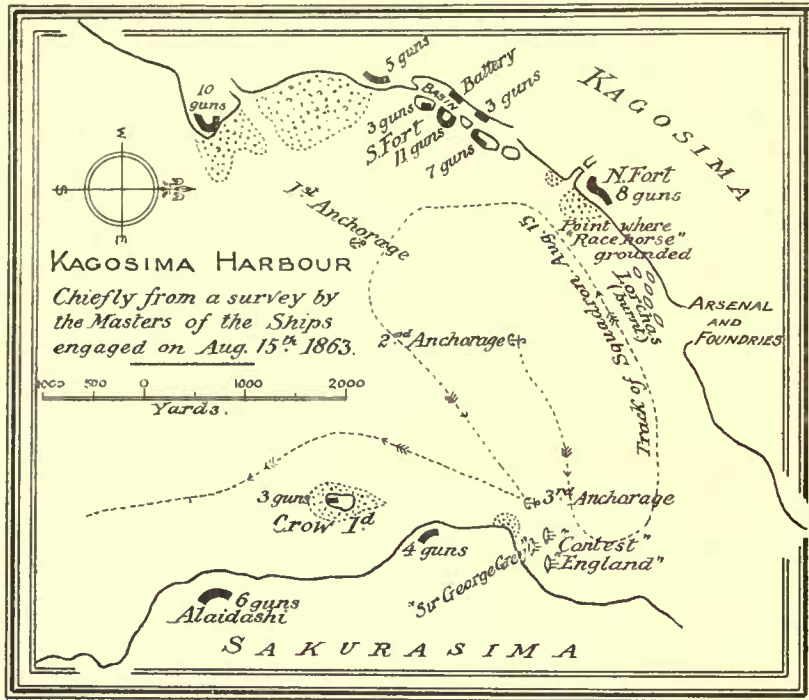 5 guns
10
guns
BASIN
Battery
3 guns
3 guns
S. Fort
11 guns
7 guns
KAGOSIMA
N. Fort
8 guns
W
S
E
1st Anchorage
Point where
"Racehorse"
grounded
KAGOSIMA HARBOUR
Chiefly from a survey by
the Masters of the Ships
engaged on Aug. 15th 1863.
Lorchas
(burnt)
ARSENAL
AND
FOUNDRIES
2nd Anchorage
Track of Squadron Aug 15
1000 500 0 1000 2000
Yards.
3 guns
Crow Id
3rd Anchorage
4 guns
"Contest"
"England"
"Sir George Grey"
6 guns
Alaidashi
SAKURASIMA